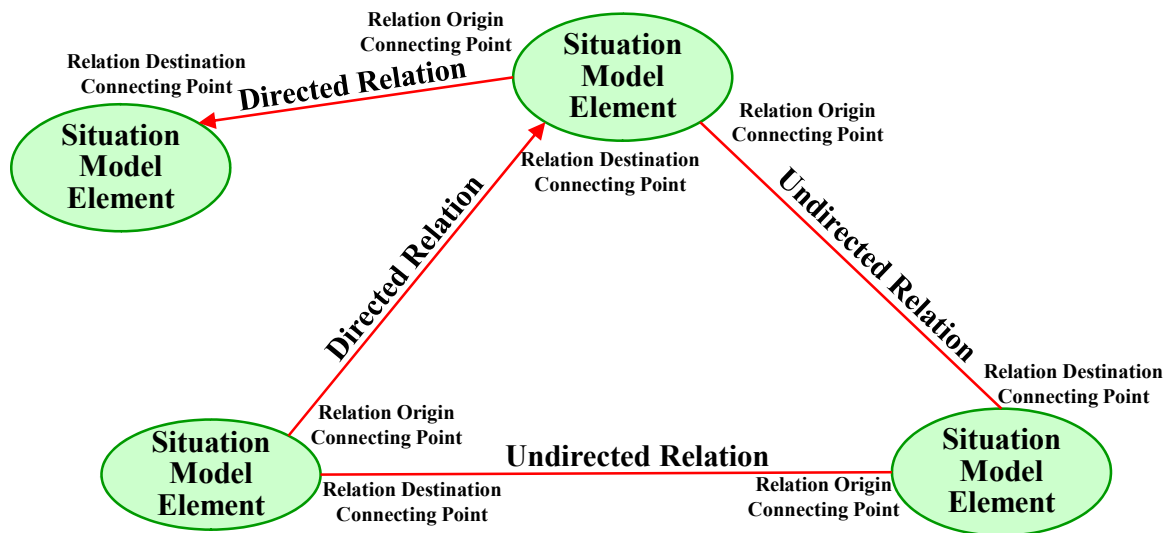 Relation Origin
Connecting Point
Situation
Model
Element
Relation Destination
Connecting Point
Directed Relation
Situation
Model
Element
Relation Origin
Connecting Point
Relation Destination
Connecting Point
Directed Relation
Undirected Relation
Relation Destination
Connecting Point
Relation Origin
Connecting Point
Situation
Model
Element
Undirected Relation
Relation Destination
Connecting Point
Relation Origin
Connecting Point
Situation
Model
Element